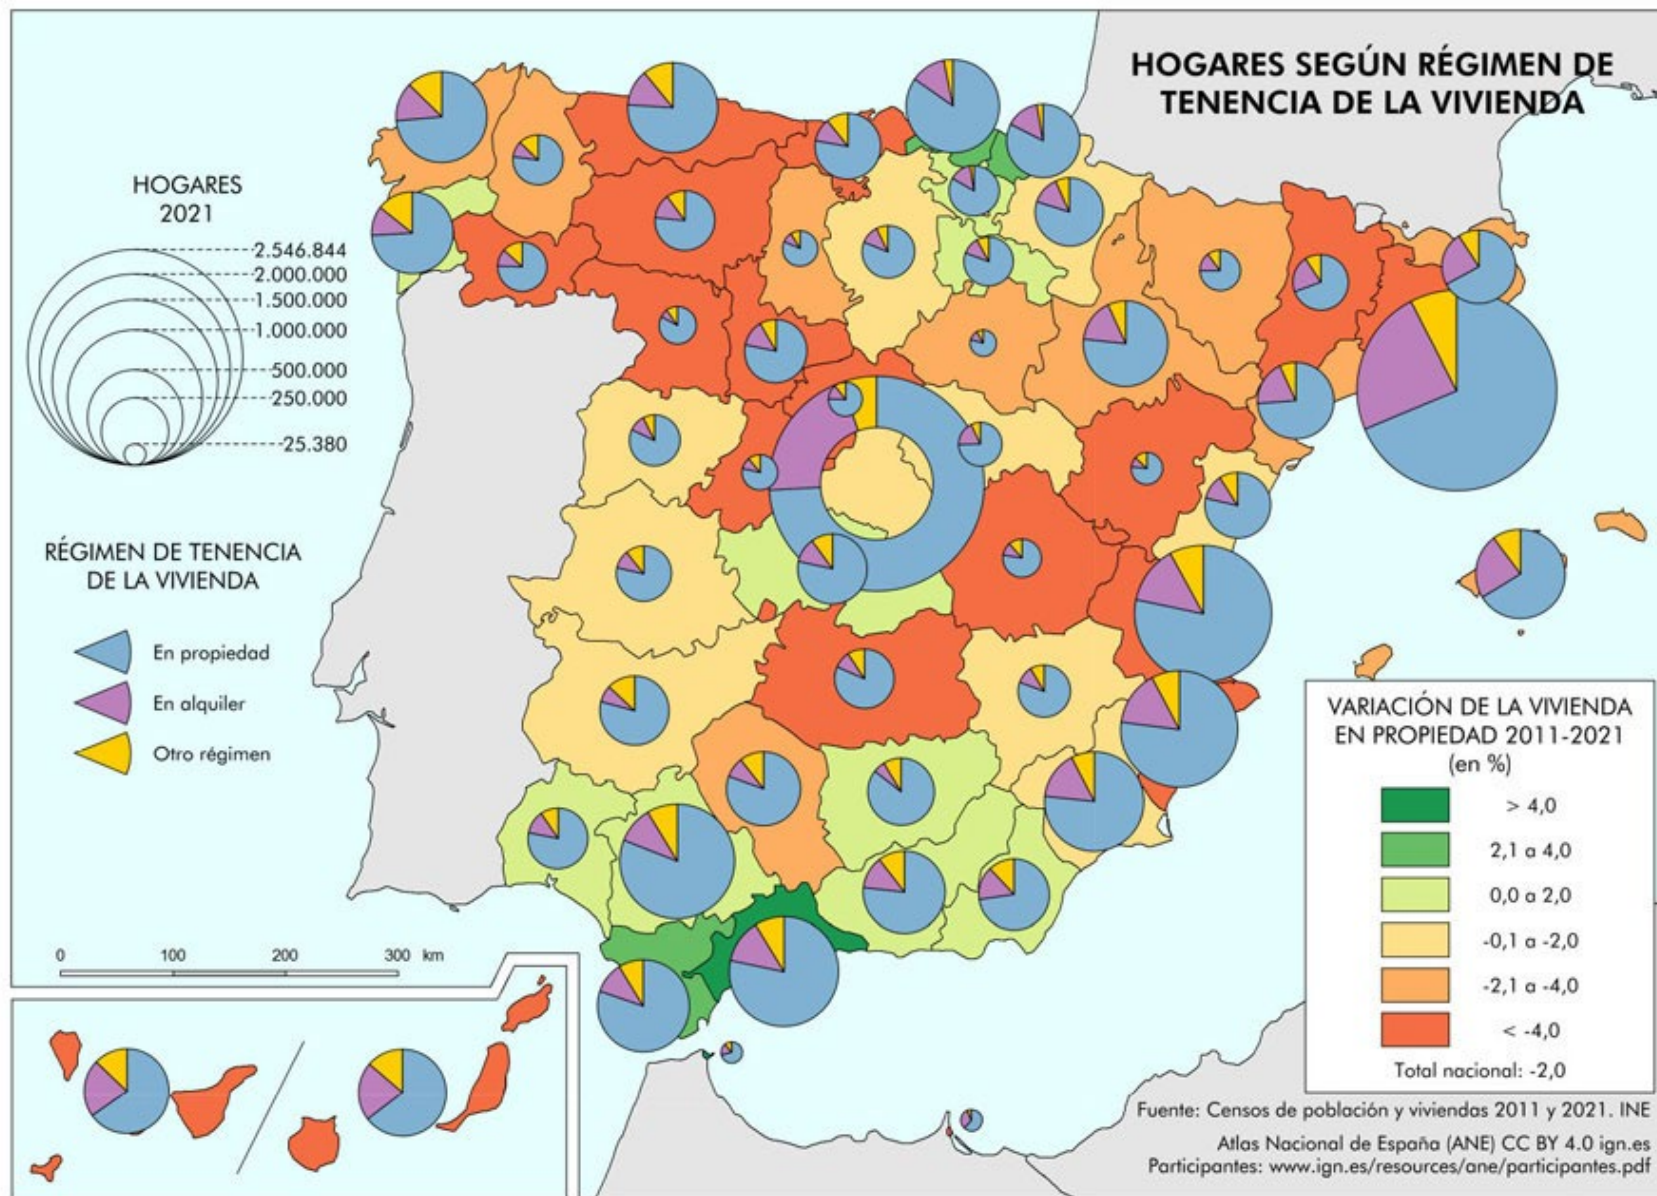 HOGARES SEGÚN RÉGIMEN DE
TENENCIA DE LA VIVIENDA
HOGARES
2021
2.546.844
2.000.000
1.500.000
1.000.000
500.000
250.000
25.380
RÉGIMEN DE TENENCIA
DE LA VIVIENDA
En propiedad
En alquiler
Otro régimen
VARIACIÓN DE LA VIVIENDA
EN PROPIEDAD 2011-2021
(en %)
> 4,0
2,1 a 4,0
0,0 a 2,0
-0,1 a -2,0
-2,1 a -4,0
< -4,0
Total nacional: -2,0
0 100 200 300 km
Fuente: Censos de población y viviendas 2011 y 2021. INE
Atlas Nacional de España (ANE) CC BY 4.0 ign.es
Participantes: www.ign.es/resources/ane/participantes.pdf